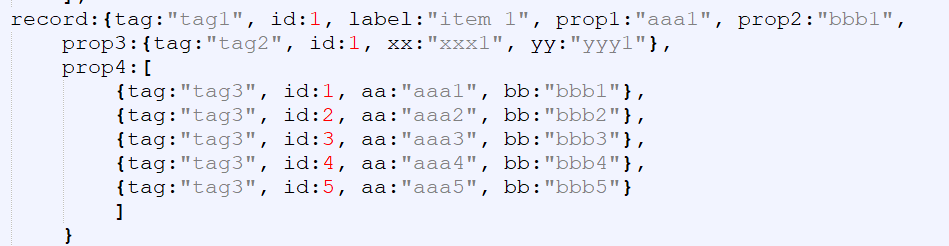 record:{tag:"tag1", id:1, label:"item 1", prop1:"aaa1", prop2:"bbb1",
prop3:{tag:"tag2", id:1, xx:"xxx1", yy:"yyy1"},
prop4:[
{tag:"tag3", id:1, aa:"aaa1", bb:"bbb1"},
{tag:"tag3", id:2, aa:"aaa2", bb:"bbb2"},
{tag:"tag3", id:3, aa:"aaa3", bb:"bbb3"},
{tag:"tag3", id:4, aa:"aaa4", bb:"bbb4"},
{tag:"tag3", id:5, aa:"aaa5", bb:"bbb5"}
]
}